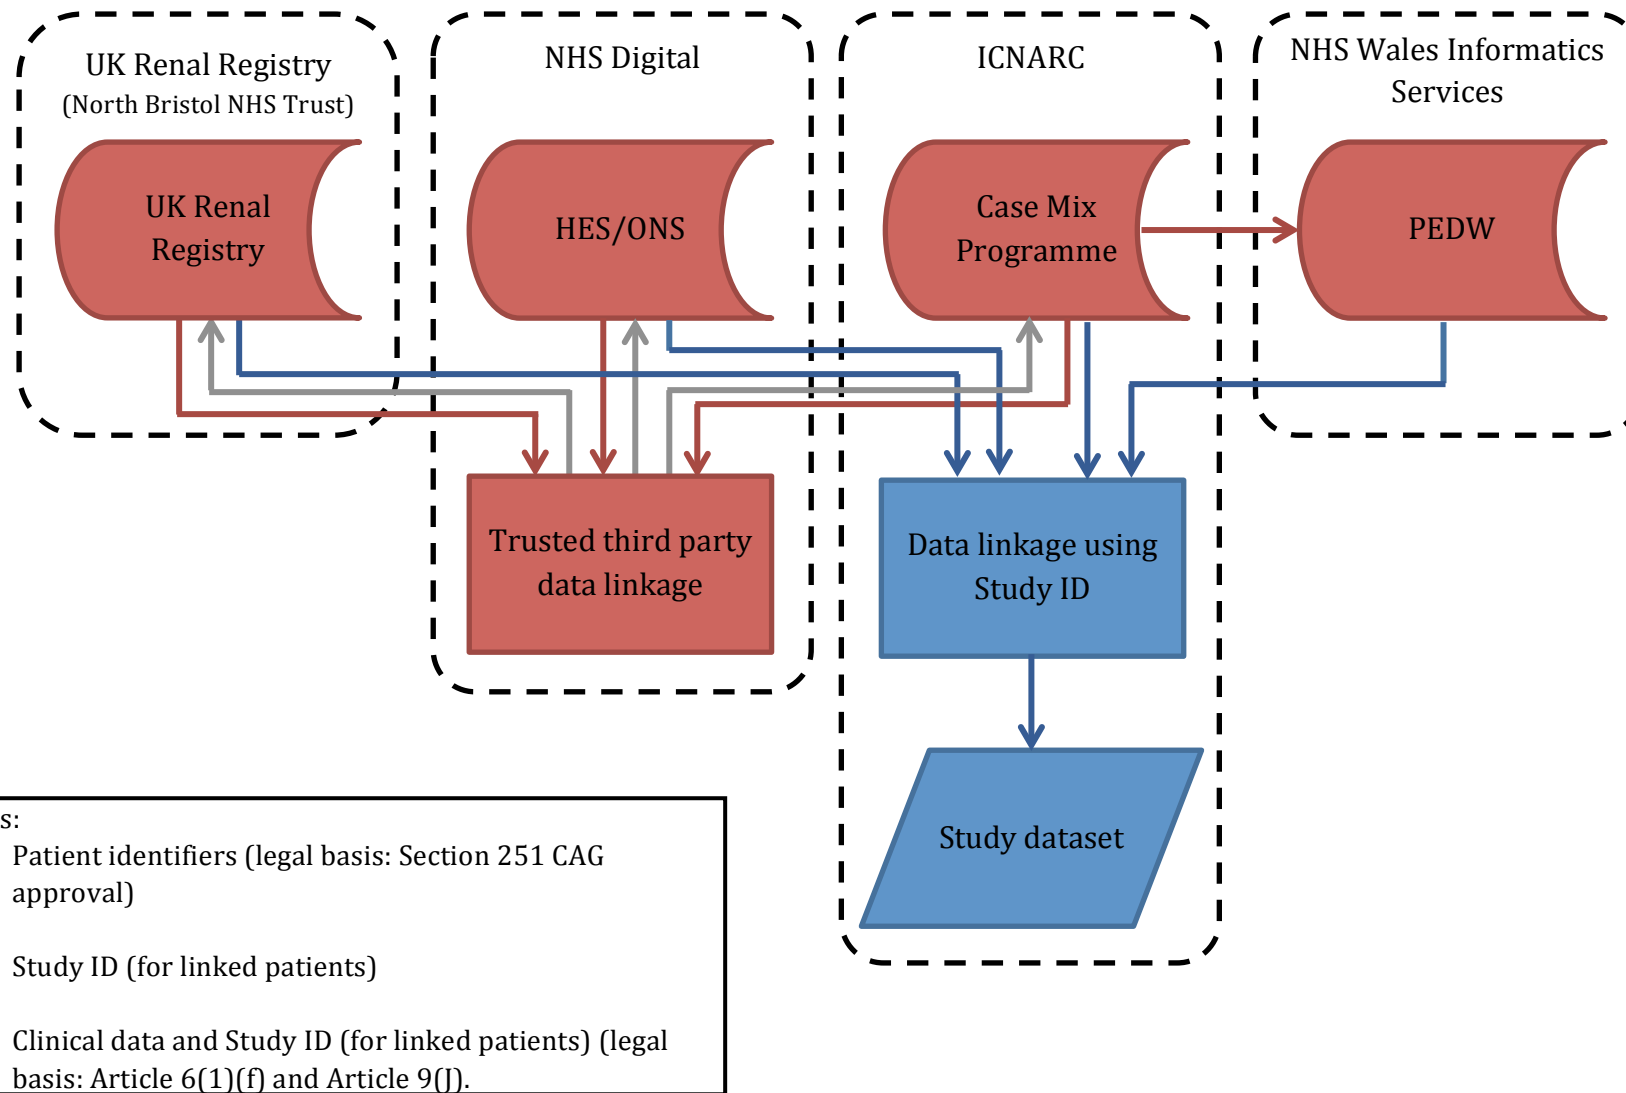 UK Renal Registry
(North Bristol NHS Trust)
NHS Digital
ICNARC
NHS Wales Informatics
Services
UK Renal
Registry
HES/ONS
Case Mix
Programme
PEDW
Trusted third party
data linkage
Data linkage using
Study ID
Study dataset
s:
Patient identifiers (legal basis: Section 251 CAG
approval)
Study ID (for linked patients)
Clinical data and Study ID (for linked patients) (legal
basis: Article 6(1)(f) and Article 9(J).